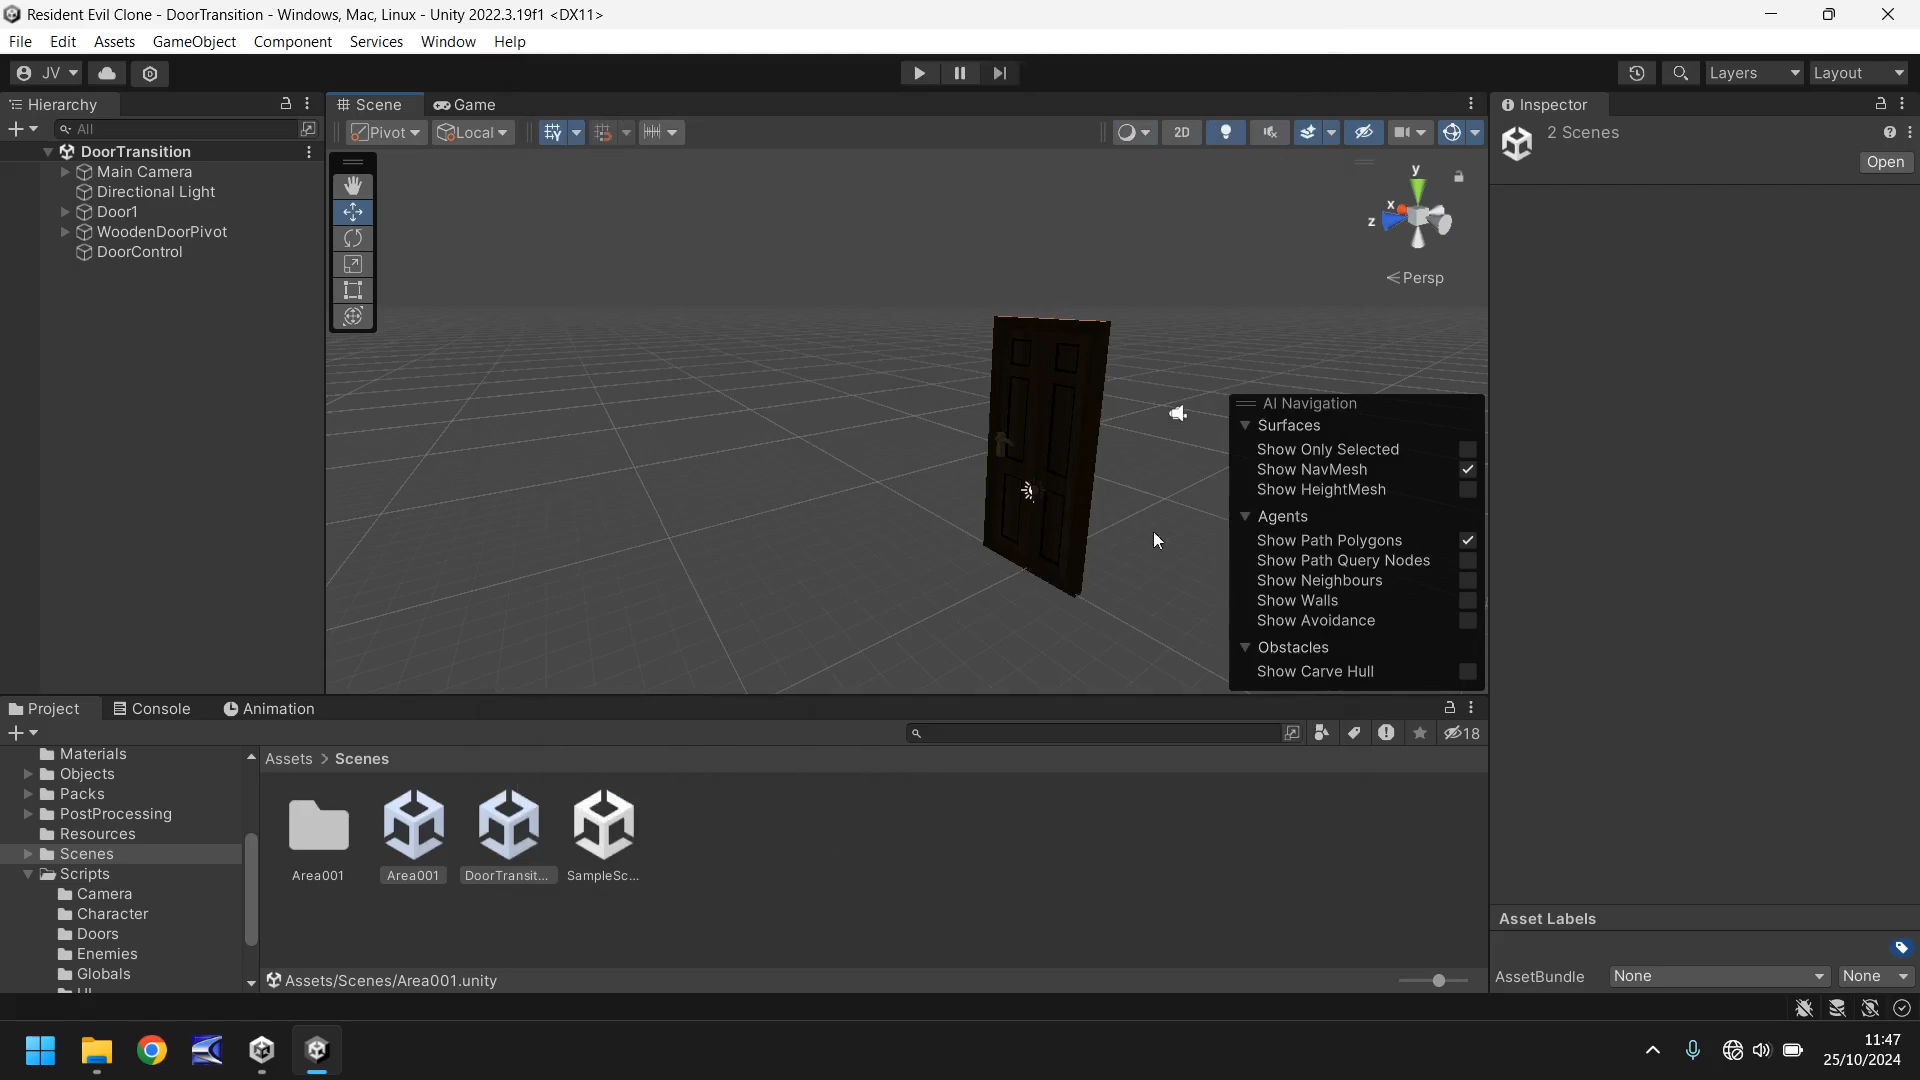 Resident Evil Clone - DoorTransition - Windows, Mac, Linux - Unity 2022.3.19f1 <DX11>
File Edit Assets GameObject Component Services Window Help
JV Layers Layout
Hierarchy Scene Game Inspector
All Pivot Local 2D 2 Scenes
Open
DoorTransition
Main Camera
Directional Light
Door1
WoodenDoorPivot
DoorControl
y
x
z
Persp
AI Navigation
Surfaces
Show Only Selected
Show NavMesh
Show HeightMesh
Agents
Show Path Polygons
Show Path Query Nodes
Show Neighbours
Show Walls
Show Avoidance
Obstacles
Show Carve Hull
Project Console Animation
18
Materials
Objects
Packs
PostProcessing
Resources
Scenes
Scripts
Camera
Character
Doors
Enemies
Globals
Assets > Scenes
Area001 Area001 DoorTransit... SampleSc...
Assets/Scenes/Area001.unity
Asset Labels
AssetBundle None None
11:47
25/10/2024